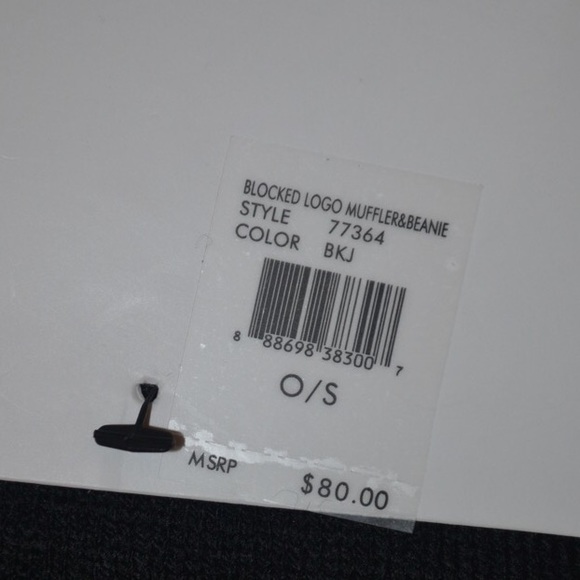 BLOCKED LOGO MUFFLER&BEANIE
STYLE 77364
COLOR BKJ
8 88698 38300 7
O/S
MSRP $80.00